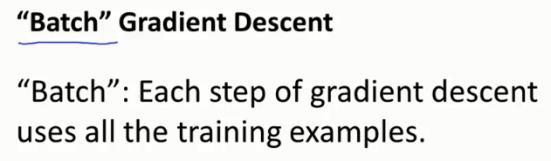 “Batch” Gradient Descent
“Batch”: Each step of gradient descent
uses all the training examples.